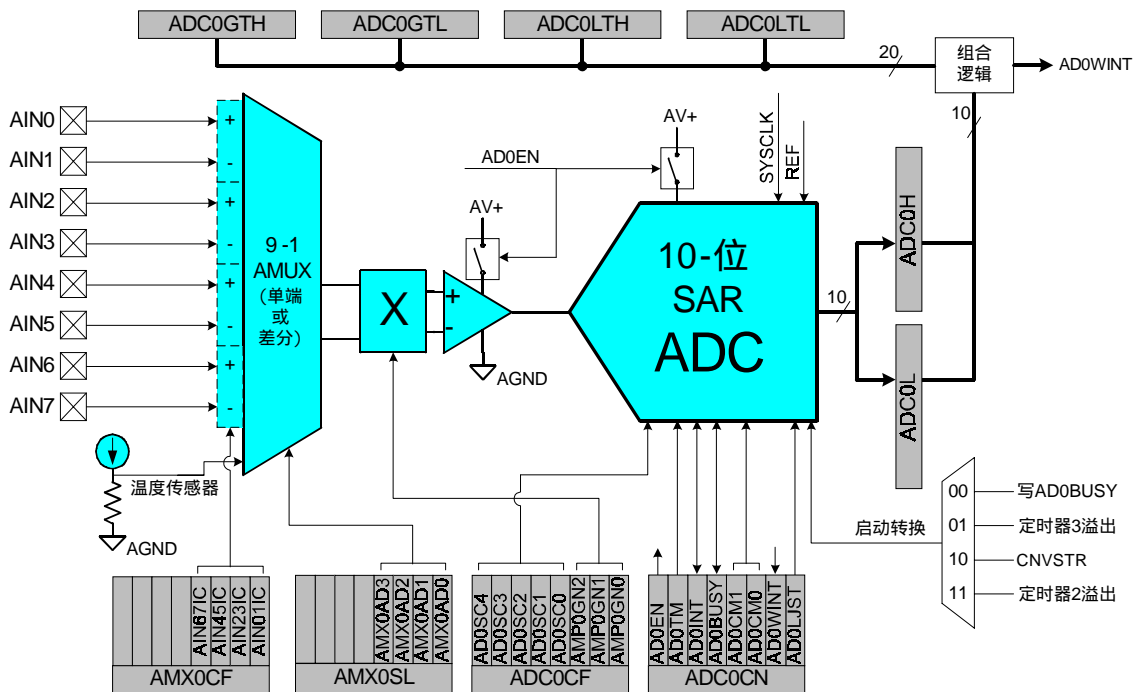 ADC0GTH
ADC0GTL
ADC0LTH
ADC0LTL
20
组合
逻辑
AD0WINT
10
AIN0
AIN1
AIN2
AIN3
AIN4
AIN5
AIN6
AIN7
+
-
+
-
+
-
+
-
9-1
AMUX
(单端
或
差分)
X
AD0EN
AV+
AV+
+
-
AGND
SYSCLK
REF
10-位
SAR
ADC
10
ADC0H
ADC0L
温度传感器
AGND
启动转换
00
写AD0BUSY
01
定时器3溢出
10
CNVSTR
11
定时器2溢出
AIN67IC
AIN45IC
AIN23IC
AIN01IC
AMX0CF
AMX0AD3
AMX0AD2
AMX0AD1
AMX0AD0
AMX0SL
AD0SC4
AD0SC3
AD0SC2
AD0SC1
AD0SC0
AMP0GN2
AMP0GN1
AMP0GN0
ADC0CF
AD0EN
AD0TM
AD0INT
AD0BUSY
AD0CM1
AD0CM0
AD0WINT
AD0LJST
ADC0CN